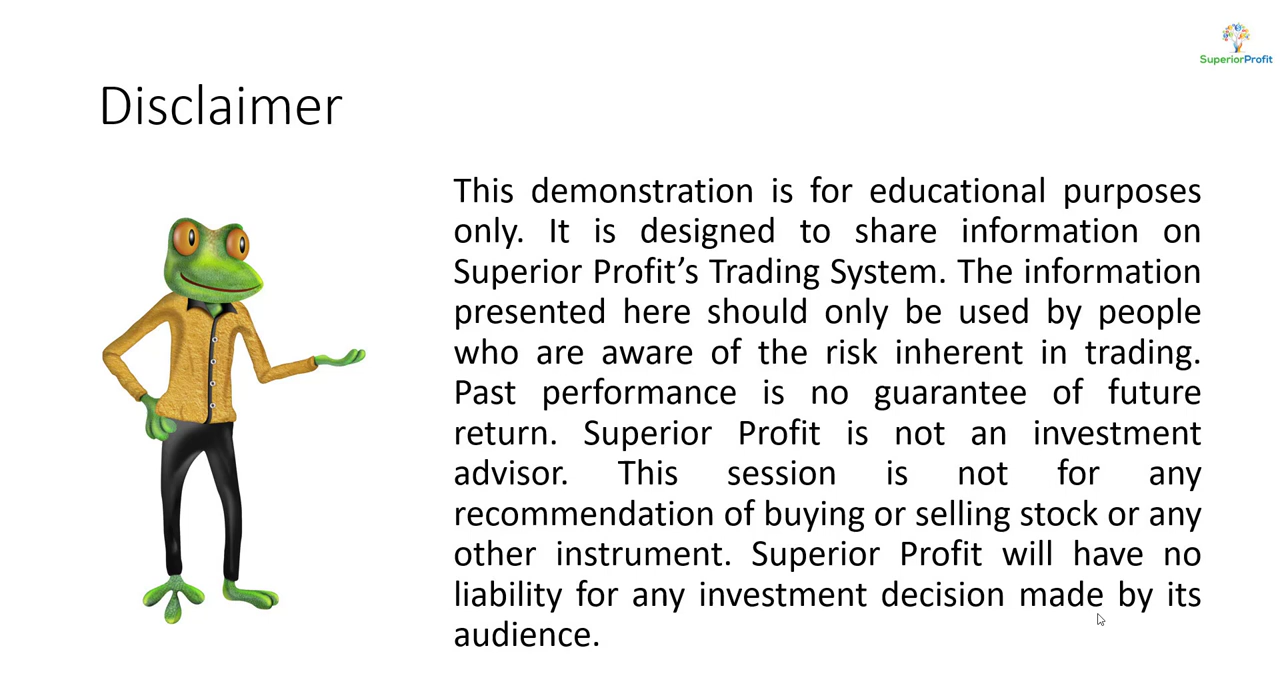 SuperiorProfit
Disclaimer
This demonstration is for educational purposes
only. It is designed to share information on
Superior Profit’s Trading System. The information
presented here should only be used by people
who are aware of the risk inherent in trading.
Past performance is no guarantee of future
return. Superior Profit is not an investment
advisor. This session is not for any
recommendation of buying or selling stock or any
other instrument. Superior Profit will have no
liability for any investment decision made by its
audience.